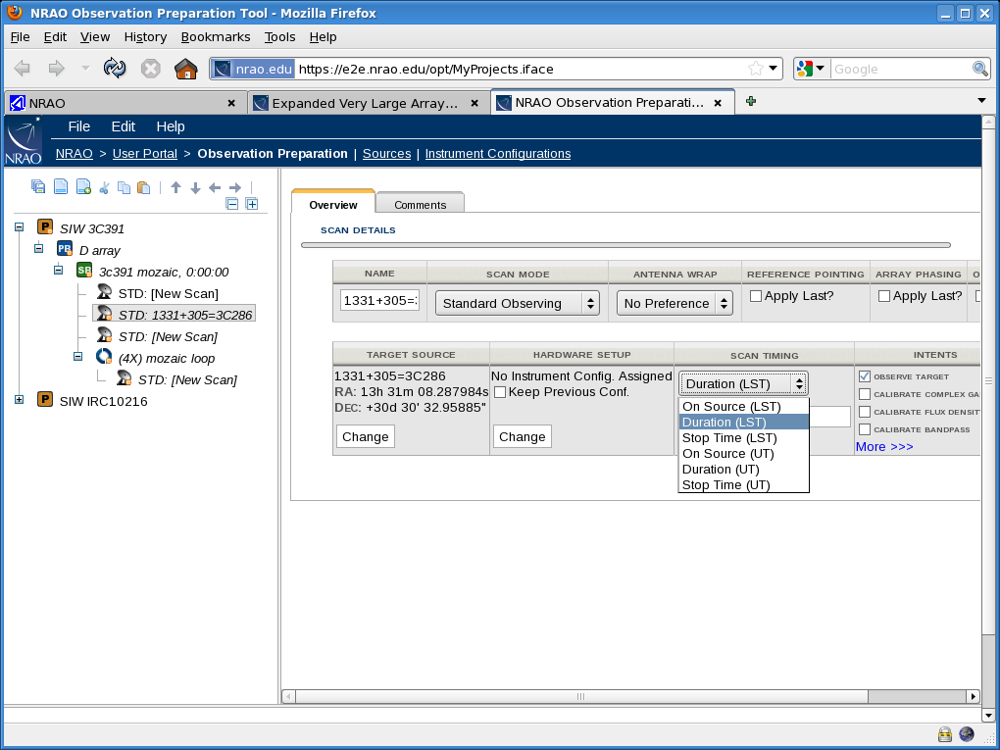 NRAO Observation Preparation Tool - Mozilla Firefox
File Edit View History Bookmarks Tools Help
nrao.edu https://e2e.nrao.edu/opt/MyProjects.iface
Google
NRAO
Expanded Very Large Array...
NRAO Observation Preparati...
NRAO
File Edit Help
NRAO > User Portal > Observation Preparation | Sources | Instrument Configurations
P SIW 3C391
PB D array
SB 3c391 mozaic, 0:00:00
STD: [New Scan]
STD: 1331+305=3C286
STD: [New Scan]
(4X) mozaic loop
STD: [New Scan]
P SIW IRC10216
Overview Comments
SCAN DETAILS
NAME SCAN MODE ANTENNA WRAP REFERENCE POINTING ARRAY PHASING O
1331+305=3 Standard Observing No Preference Apply Last? Apply Last?
TARGET SOURCE HARDWARE SETUP SCAN TIMING INTENTS
1331+305=3C286
RA: 13h 31m 08.287984s
DEC: +30d 30' 32.95885"
Change
No Instrument Config. Assigned
Keep Previous Conf.
Change
Duration (LST)
On Source (LST)
Duration (LST)
Stop Time (LST)
On Source (UT)
Duration (UT)
Stop Time (UT)
OBSERVE TARGET
CALIBRATE COMPLEX GA
CALIBRATE FLUX DENSIT
CALIBRATE BANDPASS
More >>>